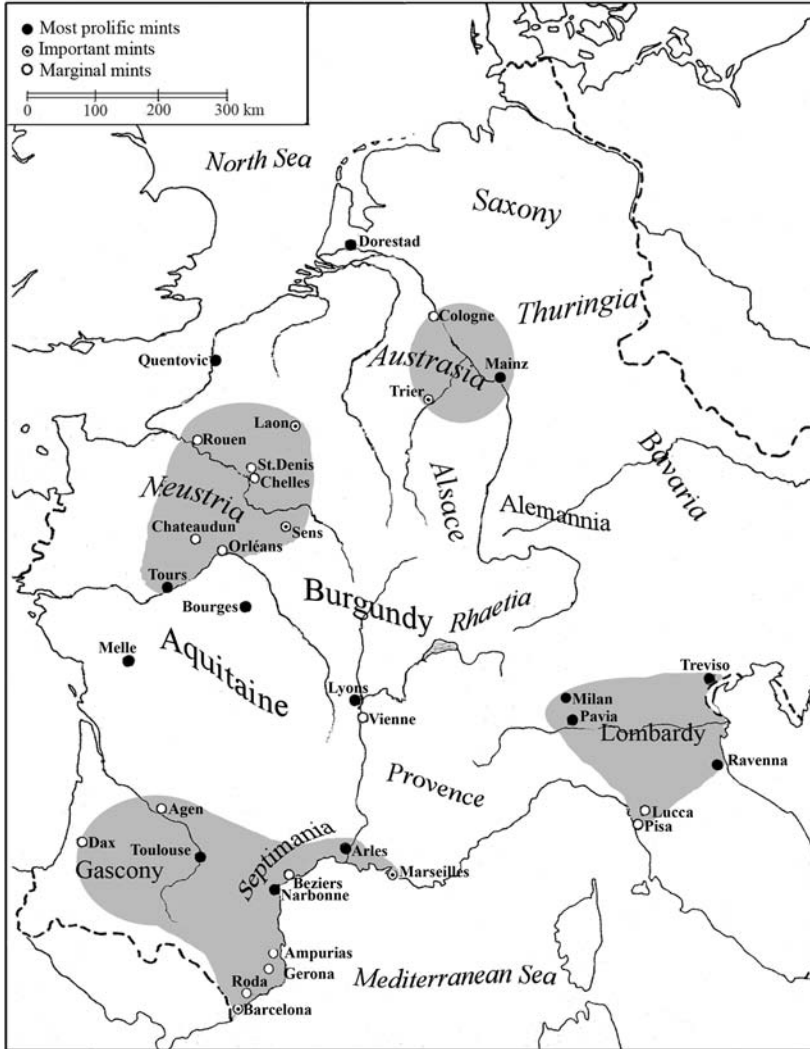 Most prolific mints
Important mints
Marginal mints
0 100 200 300 km
North Sea
Saxony
Dorestad
Thuringia
Cologne
Quentovic
Austrasia
Mainz
Trier
Laon
Rouen
Bavaria
St.Denis
Chelles
Neustria
Alsace
Alemannia
Chateaudun
Sens
Orléans
Tours
Burgundy
Bourges
Rhaetia
Aquitaine
Melle
Treviso
Lyons
Milan
Vienne
Pavia
Lombardy
Provence
Ravenna
Agen
Lucca
Pisa
Dax
Toulouse
Septimania
Arles
Gascony
Marseilles
Beziers
Narbonne
Ampurias
Gerona
Mediterranean Sea
Roda
Barcelona